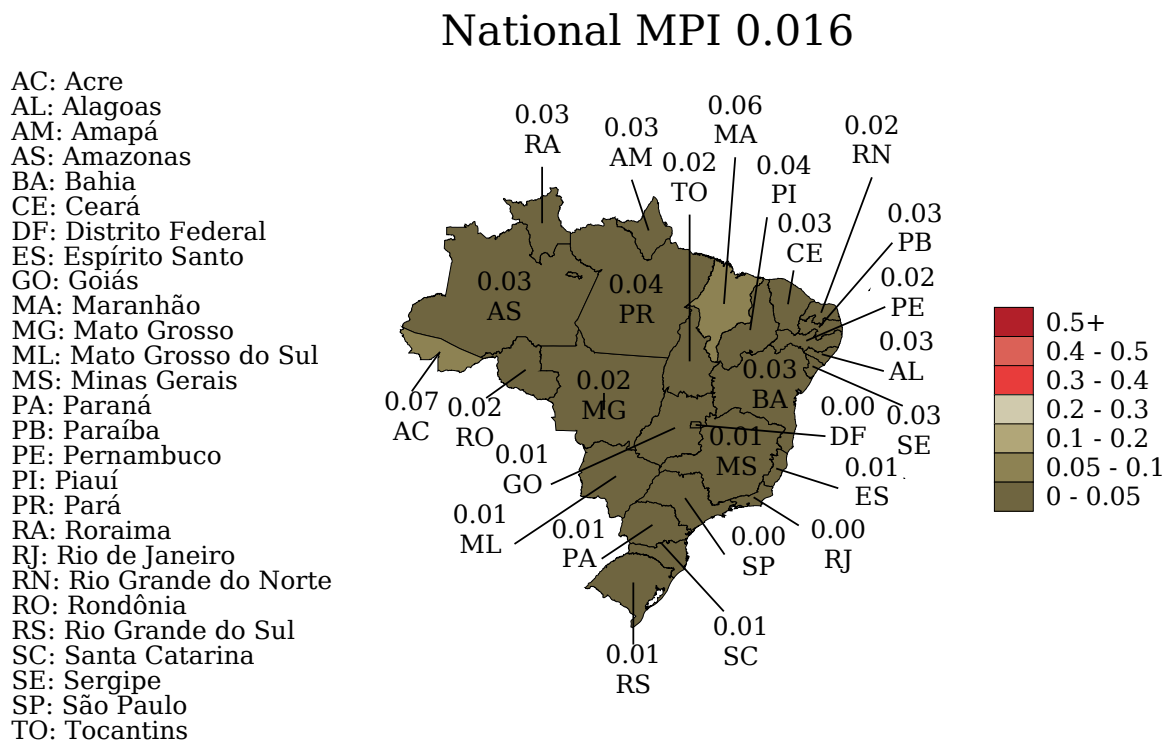 National MPI 0.016
AC: Acre
AL: Alagoas
AM: Amapá
AS: Amazonas
BA: Bahia
CE: Ceará
DF: Distrito Federal
ES: Espírito Santo
GO: Goiás
MA: Maranhão
MG: Mato Grosso
ML: Mato Grosso do Sul
MS: Minas Gerais
PA: Paraná
PB: Paraíba
PE: Pernambuco
PI: Piauí
PR: Pará
RA: Roraima
RJ: Rio de Janeiro
RN: Rio Grande do Norte
RO: Rondônia
RS: Rio Grande do Sul
SC: Santa Catarina
SE: Sergipe
SP: São Paulo
TO: Tocantins
0.03
RA
0.03
AM
0.02
TO
0.06
MA
0.04
PI
0.02
RN
0.03
CE
0.03
PB
0.02
PE
0.03
AL
0.03
SE
0.03
AS
0.04
PR
0.03
BA
0.02
MG
0.07
AC
0.02
RO
0.00
DF
0.01
MS
0.01
GO
0.01
ES
0.01
ML
0.01
PA
0.00
SP
0.00
RJ
0.01
SC
0.01
RS
0.5+
0.4 - 0.5
0.3 - 0.4
0.2 - 0.3
0.1 - 0.2
0.05 - 0.1
0 - 0.05